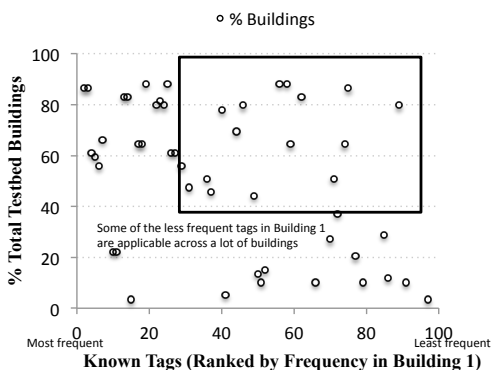 % Buildings
100
80
60
40
20
0
% Total Testbed Buildings
Some of the less frequent tags in Building 1
are applicable across a lot of buildings
0 20 40 60 80 100
Most frequent Least frequent
Known Tags (Ranked by Frequency in Building 1)